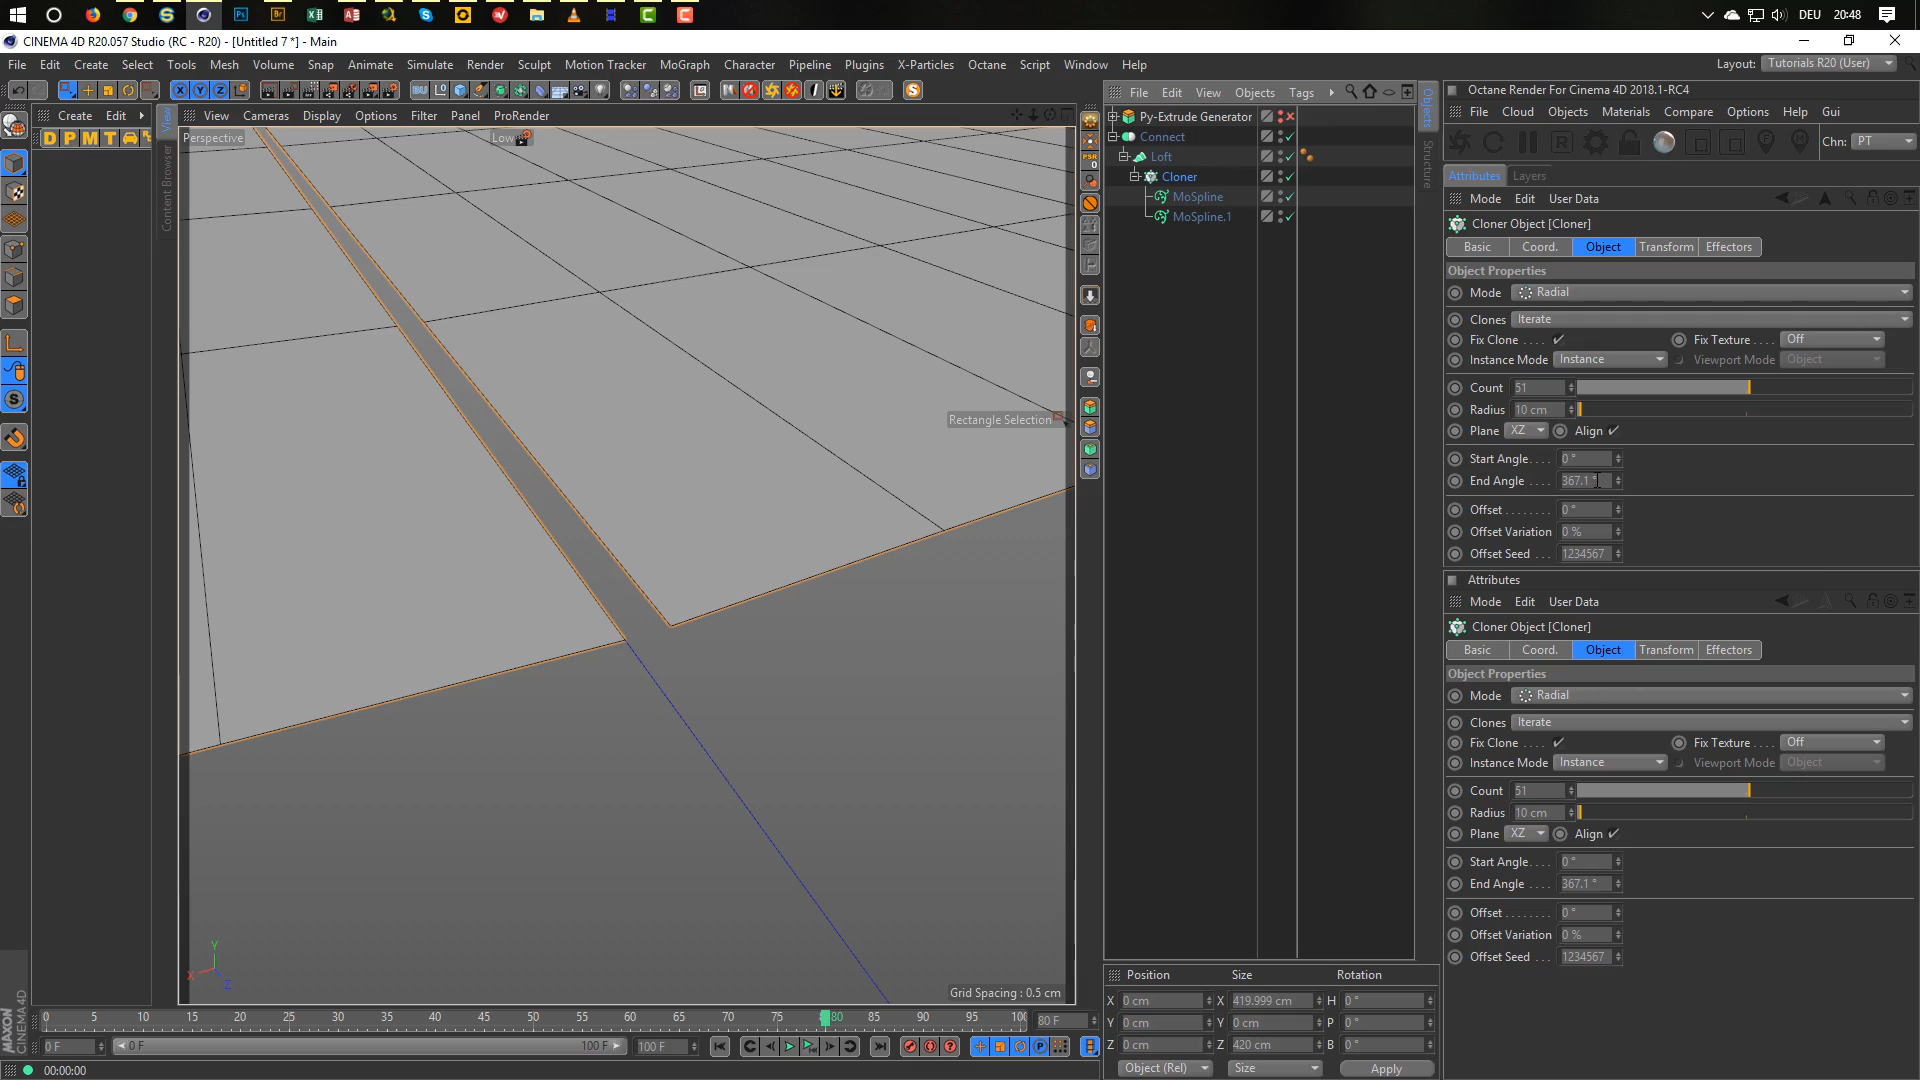 DEU 20:48
CINEMA 4D R20.057 Studio (RC - R20) - [Untitled 7 *] - Main
File Edit Create Select Tools Mesh Volume Snap Animate Simulate Render Sculpt Motion Tracker MoGraph Character Pipeline Plugins X-Particles Octane Script Window Help Layout: Tutorials R20 (User)
Create Edit
View Cameras Display Options Filter Panel ProRender
Perspective Low
View
Content Browser
Rectangle Selection
Grid Spacing : 0.5 cm
Y
X
Z
File Edit View Objects Tags
Py-Extrude Generator
Connect
Loft
Cloner
MoSpline
MoSpline.1
Objects
Structure
Octane Render For Cinema 4D 2018.1-RC4
File Cloud Objects Materials Compare Options Help Gui
Chn: PT
Attributes Layers
Mode Edit User Data
Cloner Object [Cloner]
Basic Coord. Object Transform Effectors
Object Properties
Mode Radial
Clones Iterate
Fix Clone Fix Texture Off
Instance Mode Instance Viewport Mode Object
Count 51
Radius 10 cm
Plane XZ Align
Start Angle 0 °
End Angle 367.1 °
Offset 0 °
Offset Variation 0 %
Offset Seed 1234567
Attributes
Mode Edit User Data
Cloner Object [Cloner]
Basic Coord. Object Transform Effectors
Object Properties
Mode Radial
Clones Iterate
Fix Clone Fix Texture Off
Instance Mode Instance Viewport Mode Object
Count 51
Radius 10 cm
Plane XZ Align
Start Angle 0 °
End Angle 367.1 °
Offset 0 °
Offset Variation 0 %
Offset Seed 1234567
Position Size Rotation
X 0 cm X 419.999 cm H 0 °
Y 0 cm Y 0 cm P 0 °
Z 0 cm Z 420 cm B 0 °
Object (Rel) Size Apply
0 5 10 15 20 25 30 35 40 45 50 55 60 65 70 75 80 85 90 95 100 80 F
0 F 0 F 100 F 100 F
MAXON CINEMA 4D
00:00:00